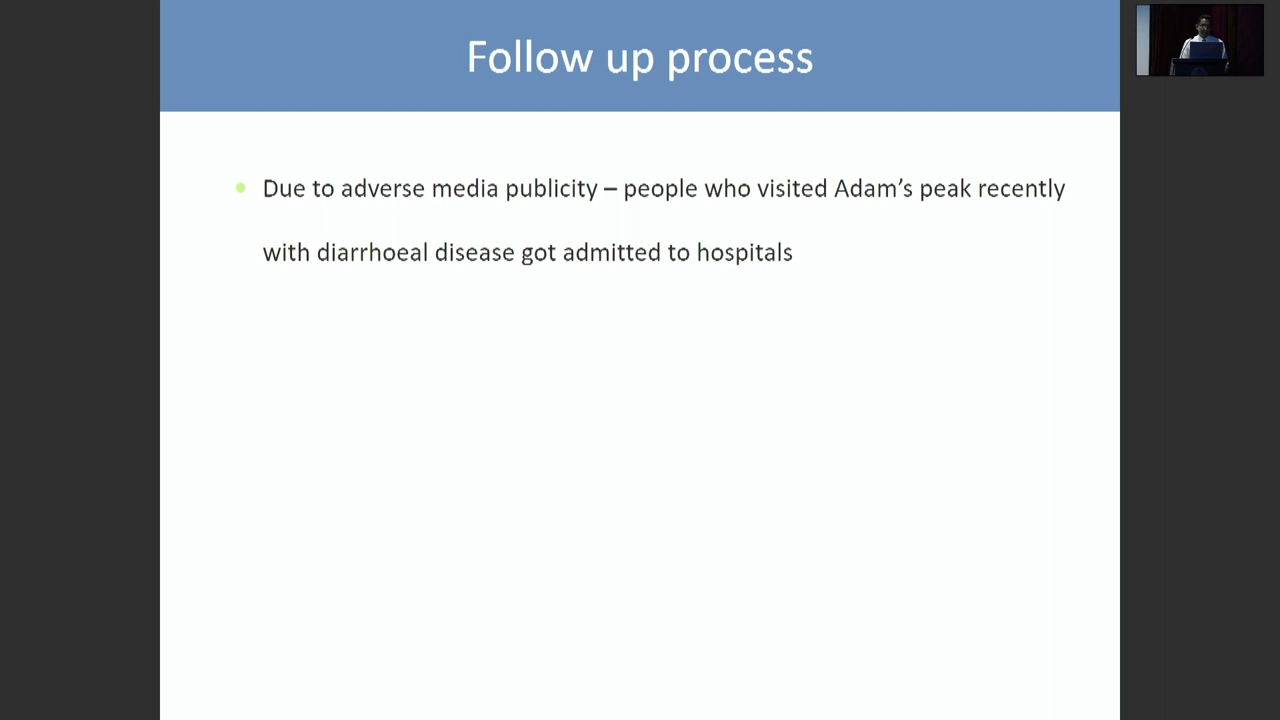 Follow up process
Due to adverse media publicity – people who visited Adam’s peak recently
with diarrhoeal disease got admitted to hospitals